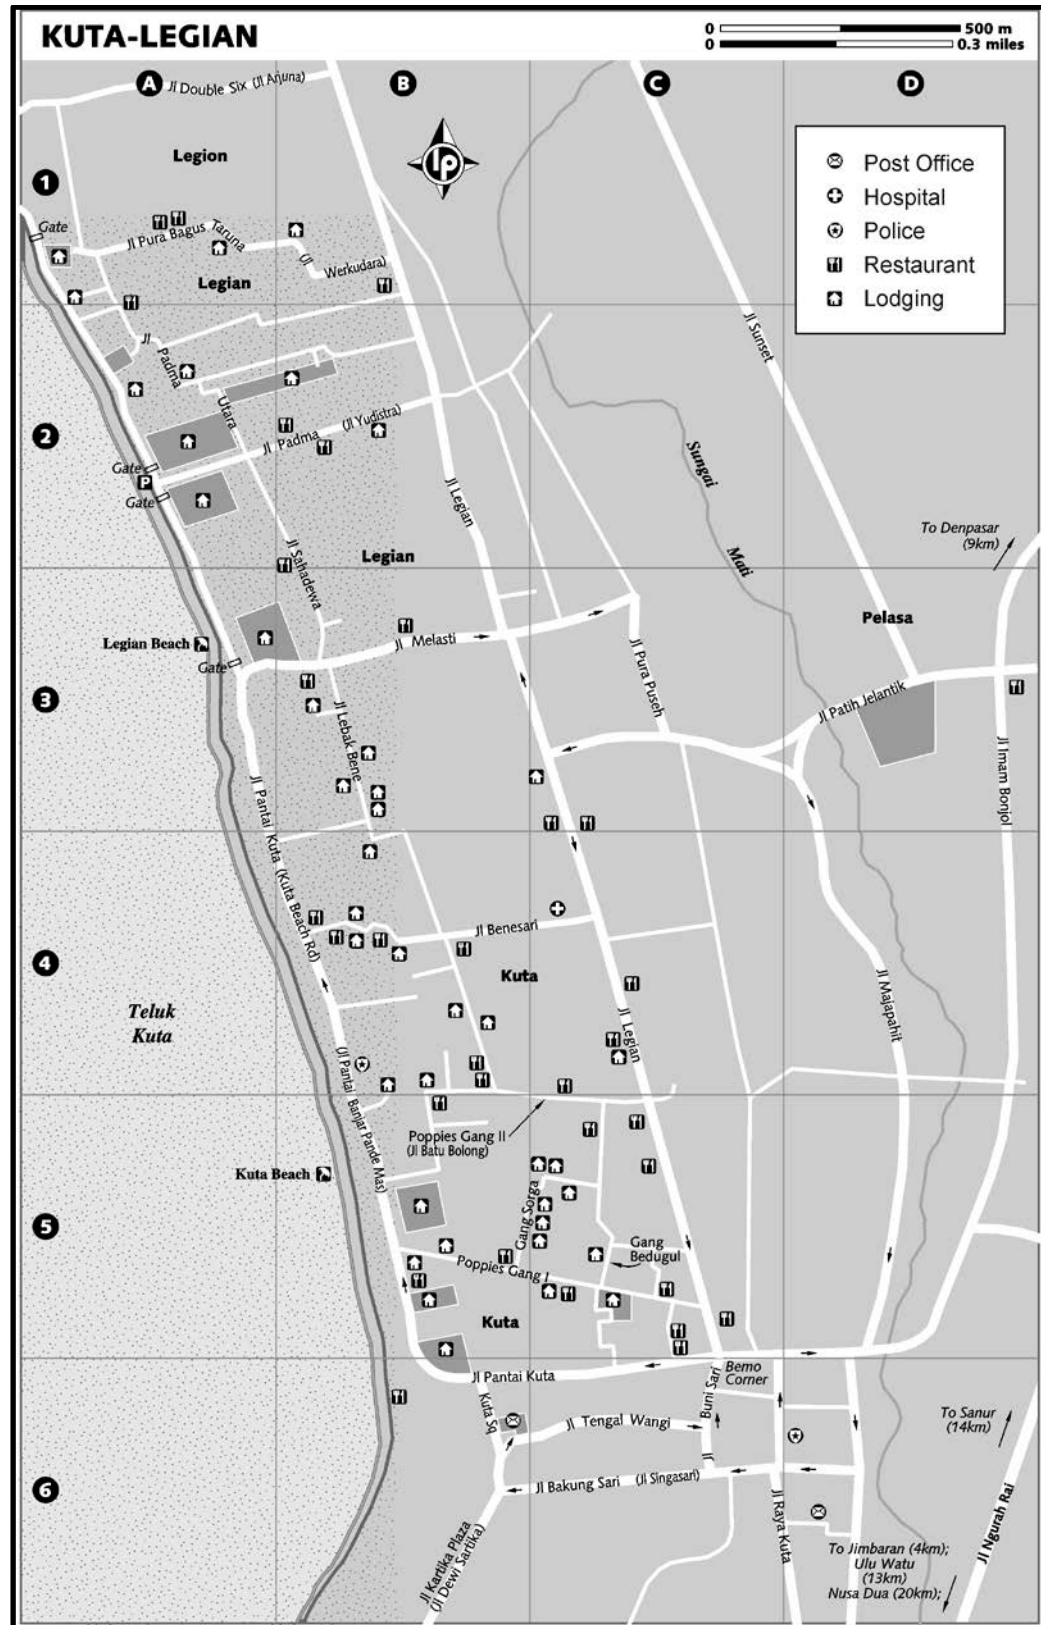 KUTA-LEGIAN
0 500 m
0 0.3 miles
A
B
C
D
Jl Double Six (Jl Arjuna)
Legion
lp
Post Office
Hospital
Police
Restaurant
Lodging
1
Gate
Jl Pura Bagus Taruna
(Jl Werkudara)
Legian
Jl Sunset
Jl Padma Utara
2
Jl Padma (Jl Yudistra)
Gate
P
Gate
Jl Legian
Sungai
Mati
To Denpasar
(9km)
Jl Sahadewa
Legian
Pelasa
Legian Beach
Gate
Jl Melasti
Jl Pura Puseh
3
Jl Lebak Bene
Jl Patih Jelantik
Jl Imam Bonjol
Jl Pantai Kuta (Kuta Beach Rd)
Jl Benesari
4
Kuta
Jl Majapahit
Teluk
Kuta
Jl Legian
(Jl Pantai Banjar Pande Mas)
Poppies Gang II
(Jl Batu Bolong)
Kuta Beach
5
Gang Sorga
Gang
Bedugul
Poppies Gang I
Kuta
Jl Pantai Kuta
Bemo
Corner
Kuta Sq
Jl Buni Sari
Jl Tengal Wangi
To Sanur
(14km)
6
Jl Bakung Sari (Jl Singasari)
Jl Raya Kuta
Jl Kartika Plaza
(Jl Dewi Sartika)
To Jimbaran (4km);
Ulu Watu
(13km)
Nusa Dua (20km);
Jl Ngurah Rai